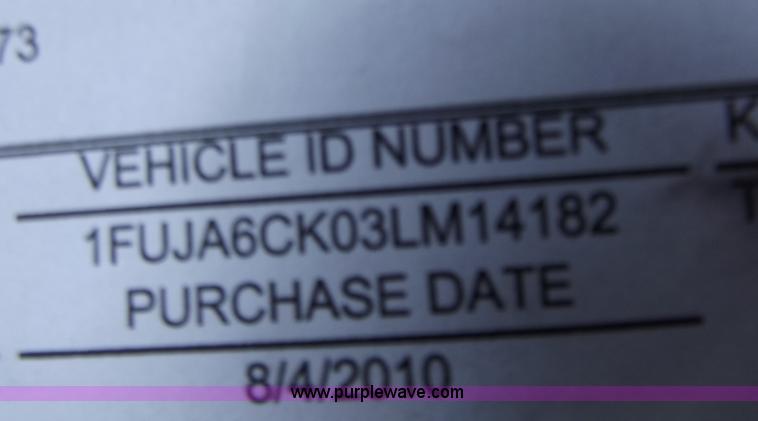 73
VEHICLE ID NUMBER K
1FUJA6CK03LM14182 T
PURCHASE DATE
8/4/2010
www.purplewave.com